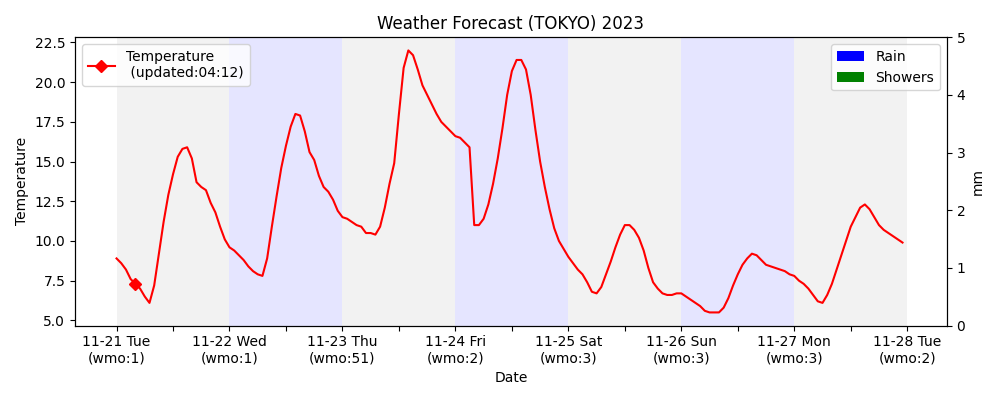 Weather Forecast (TOKYO) 2023
Temperature
(updated:04:12)
Rain
Showers
22.5
20.0
17.5
15.0
12.5
10.0
7.5
5.0
Temperature
5
4
3
2
1
0
mm
11-21 Tue
(wmo:1)
11-22 Wed
(wmo:1)
11-23 Thu
(wmo:51)
11-24 Fri
(wmo:2)
11-25 Sat
(wmo:3)
11-26 Sun
(wmo:3)
11-27 Mon
(wmo:3)
11-28 Tue
(wmo:2)
Date